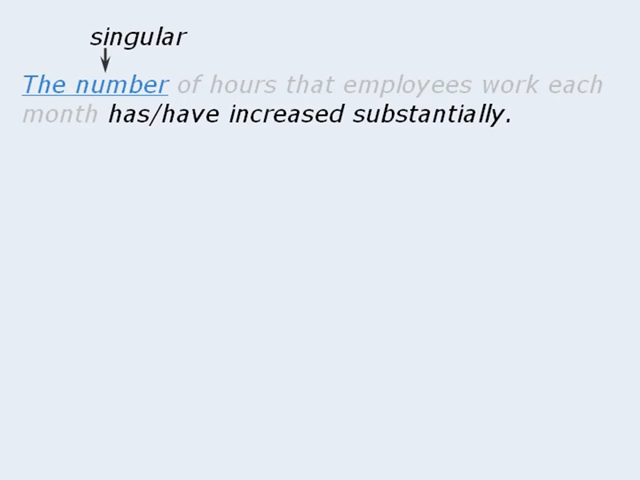 singular
The number of hours that employees work each
month has/have increased substantially.